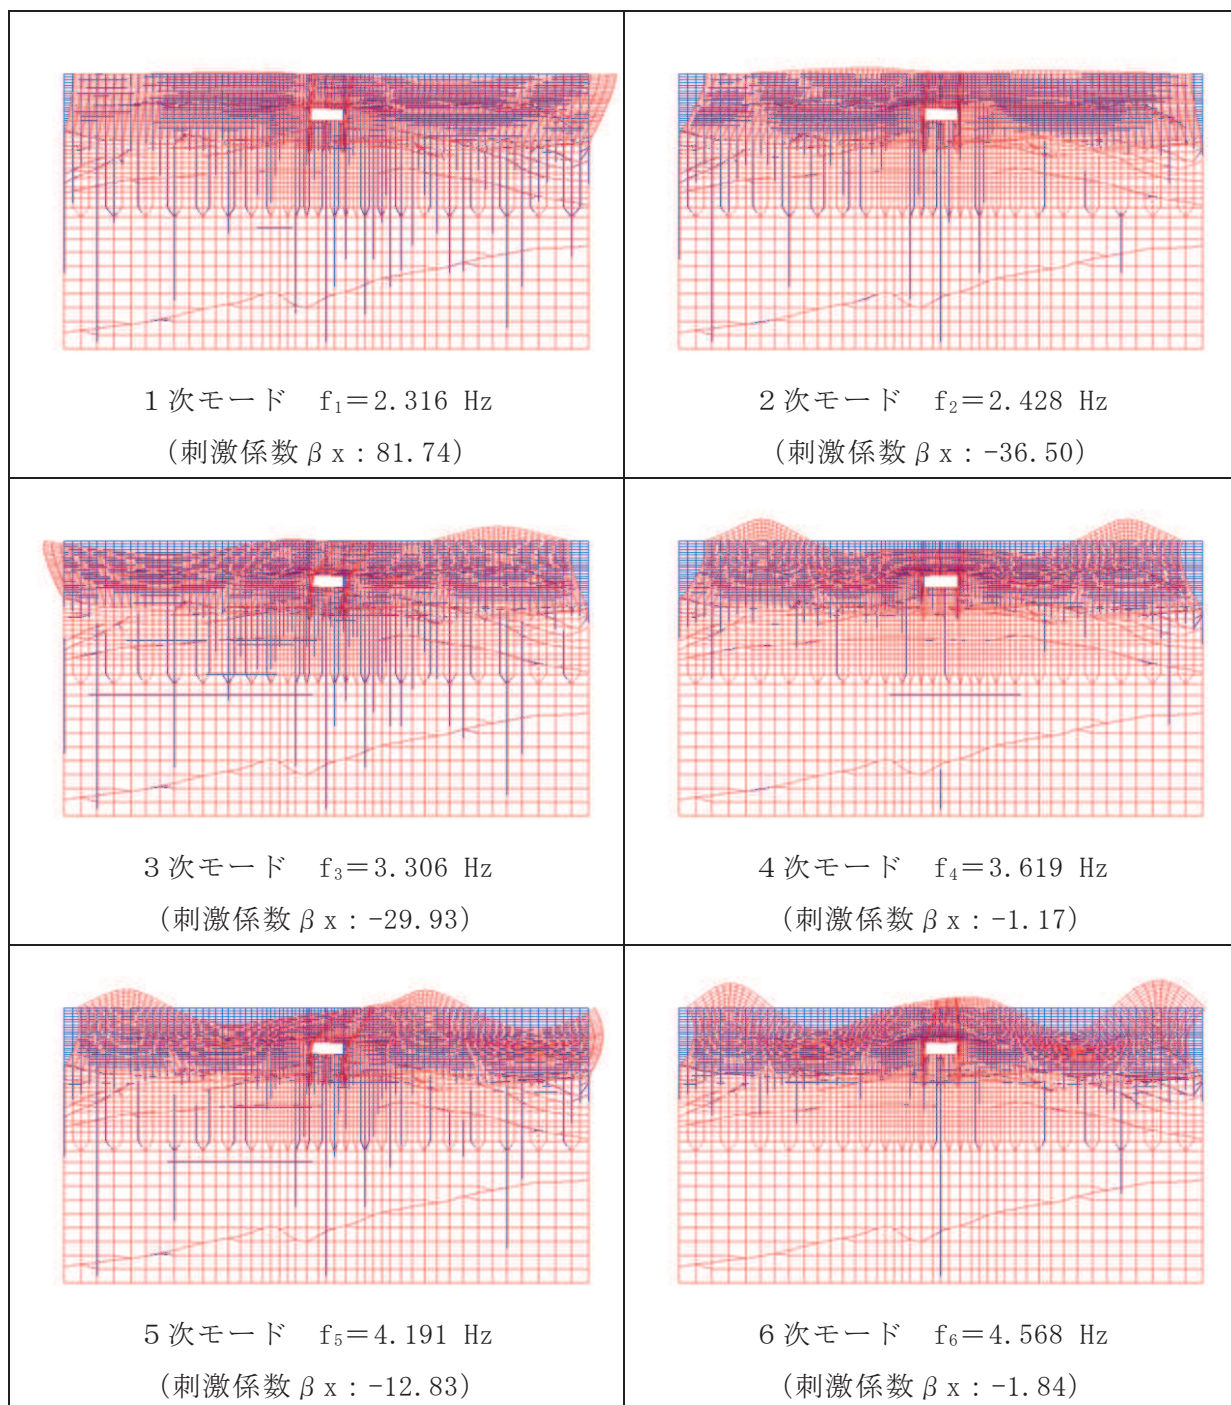 1次モード f₁=2.316 Hz
(刺激係数βx:81.74)
2次モード f₂=2.428 Hz
(刺激係数βx:-36.50)
3次モード f₃=3.306 Hz
(刺激係数βx:-29.93)
4次モード f₄=3.619 Hz
(刺激係数βx:-1.17)
5次モード f₅=4.191 Hz
(刺激係数βx:-12.83)
6次モード f₆=4.568 Hz
(刺激係数βx:-1.84)